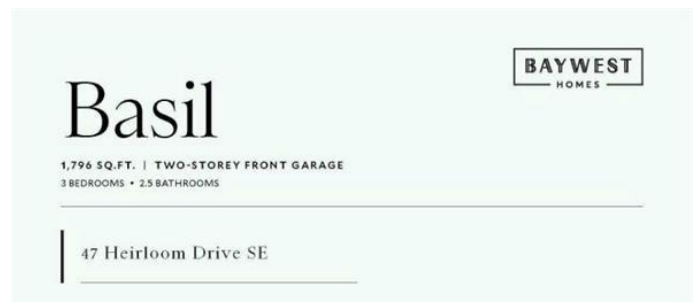 BAYWEST
HOMES
Basil
1,796 SQ.FT. | TWO-STOREY FRONT GARAGE
3 BEDROOMS • 2.5 BATHROOMS
47 Heirloom Drive SE